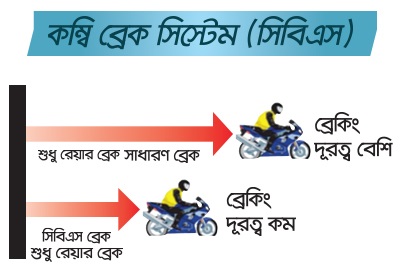 কম্বি ব্রেক সিস্টেম (সিবিএস)
ব্রেকিং
দূরত্ব বেশি
শুধু রেয়ার ব্রেক সাধারণ ব্রেক
ব্রেকিং
দূরত্ব কম
সিবিএস ব্রেক
শুধু রেয়ার ব্রেক